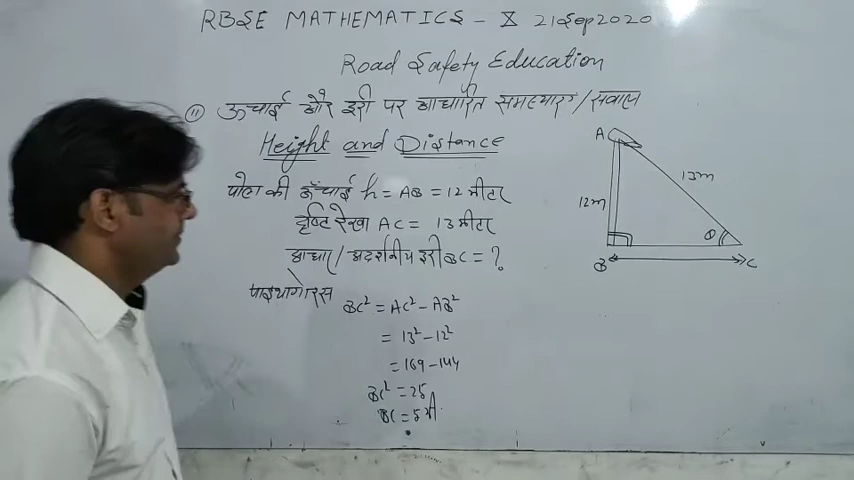 RBSE MATHEMATICS - X 21 Sep 2020
Road Safety Education
(11) ऊचाई और दूरी पर आधारित समस्याएं/सवाल
Height and Distance
पोल की ऊँचाई h = AB = 12 मीटर
दृष्टि रेखा AC = 13 मीटर
आधार/ दूरी BC = ?
पाइथागोरस
BC² = AC² - AB²
= 13² - 12²
= 169 - 144
BC² = 25
BC = 5 मी
A
13m
12m
θ
B
C